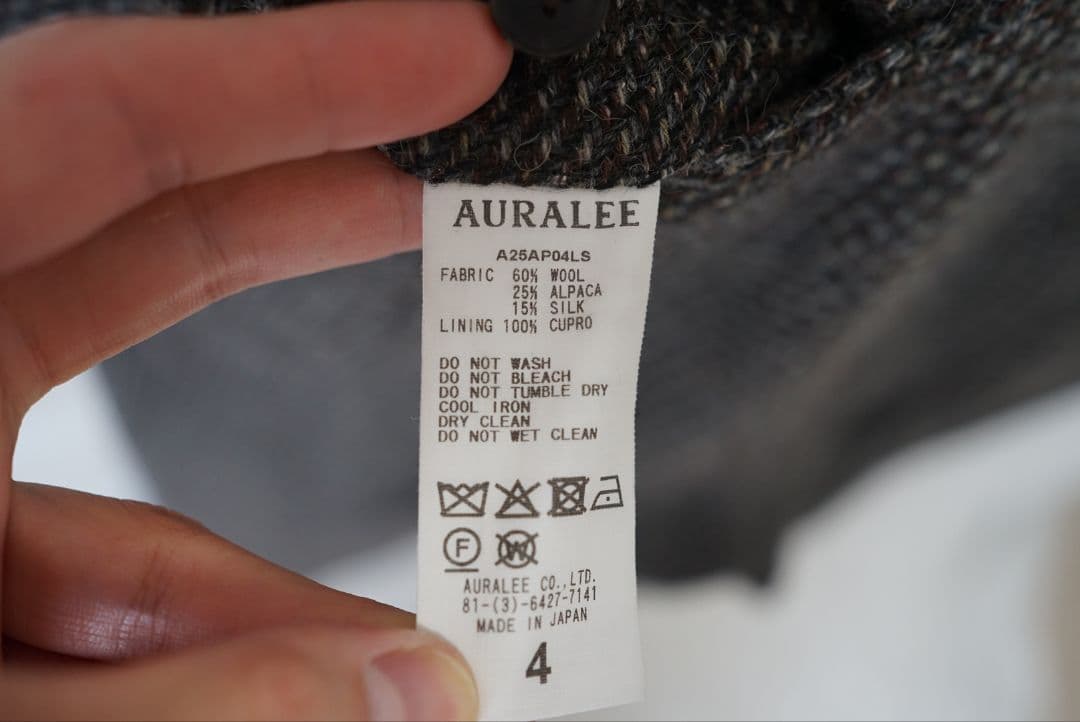 AURALEE
A25AP04LS
FABRIC 60% WOOL
25% ALPACA
15% SILK
LINING 100% CUPRO
DO NOT WASH
DO NOT BLEACH
DO NOT TUMBLE DRY
COOL IRON
DRY CLEAN
DO NOT WET CLEAN
F W
AURALEE CO.,LTD.
81-(3)-6427-7141
MADE IN JAPAN
4